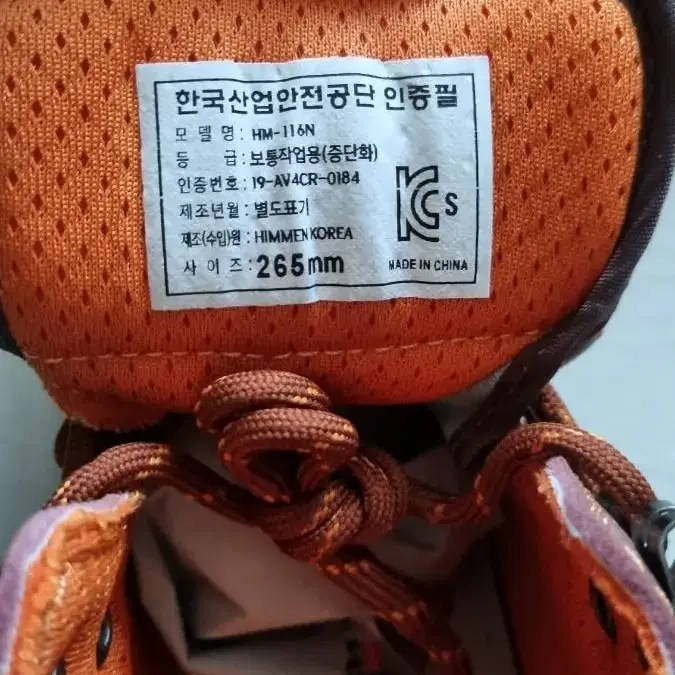 한국산업안전공단 인증필
모 델 명 : HM-116N
등 급 : 보통작업용(중단화)
인증번호 : 19-AV4CR-0184
제조년월 : 별도표기
제조(수입)원 : HIMMENKOREA
사 이 즈 : 265mm
KCs
MADE IN CHINA